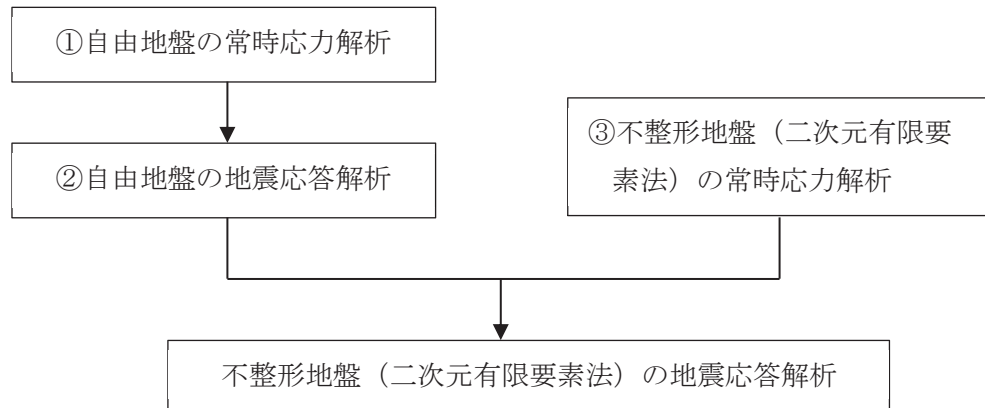 ①自由地盤の常時応力解析
②自由地盤の地震応答解析
③不整形地盤（二次元有限要
素法）の常時応力解析
不整形地盤（二次元有限要素法）の地震応答解析